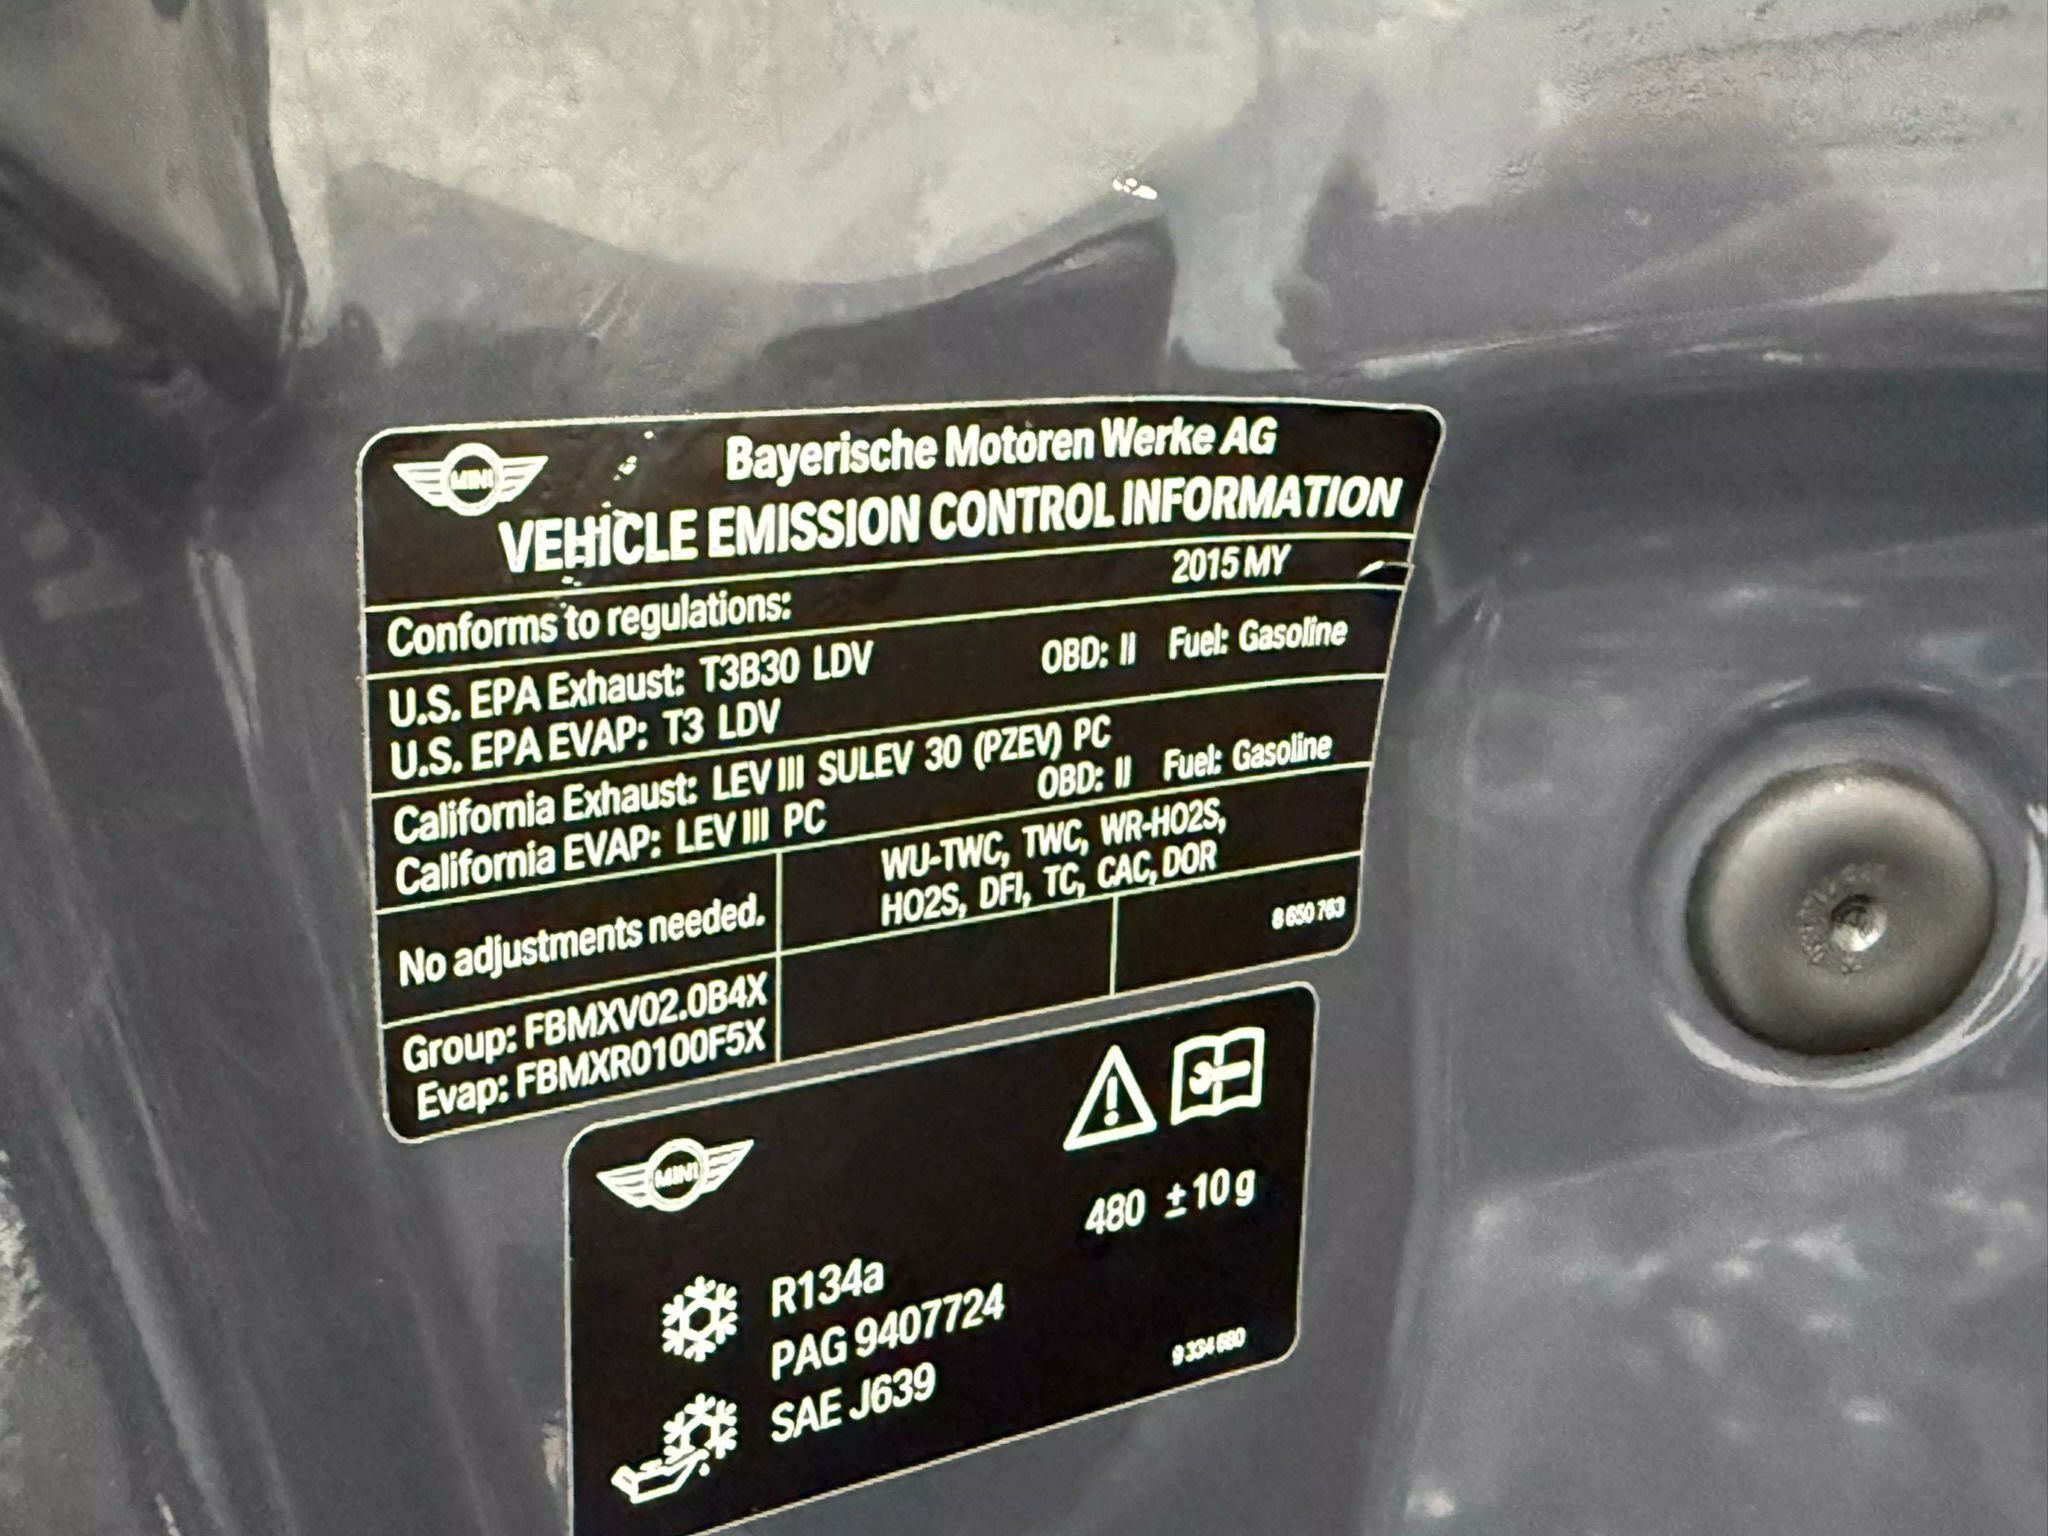 MINI
Bayerische Motoren Werke AG
VEHICLE EMISSION CONTROL INFORMATION
Conforms to regulations: 2015 MY
U.S. EPA Exhaust: T3B30 LDV OBD: II Fuel: Gasoline
U.S. EPA EVAP: T3 LDV
California Exhaust: LEV III SULEV 30 (PZEV) PC
California EVAP: LEV III PC OBD: II Fuel: Gasoline
No adjustments needed. WU-TWC, TWC, WR-HO2S,
HO2S, DFI, TC, CAC, DOR
Group: FBMXV02.0B4X
Evap: FBMXR0100F5X
8 650 763
MINI
480 ±10 g
R134a
PAG 9407724
SAE J639
9 334 660